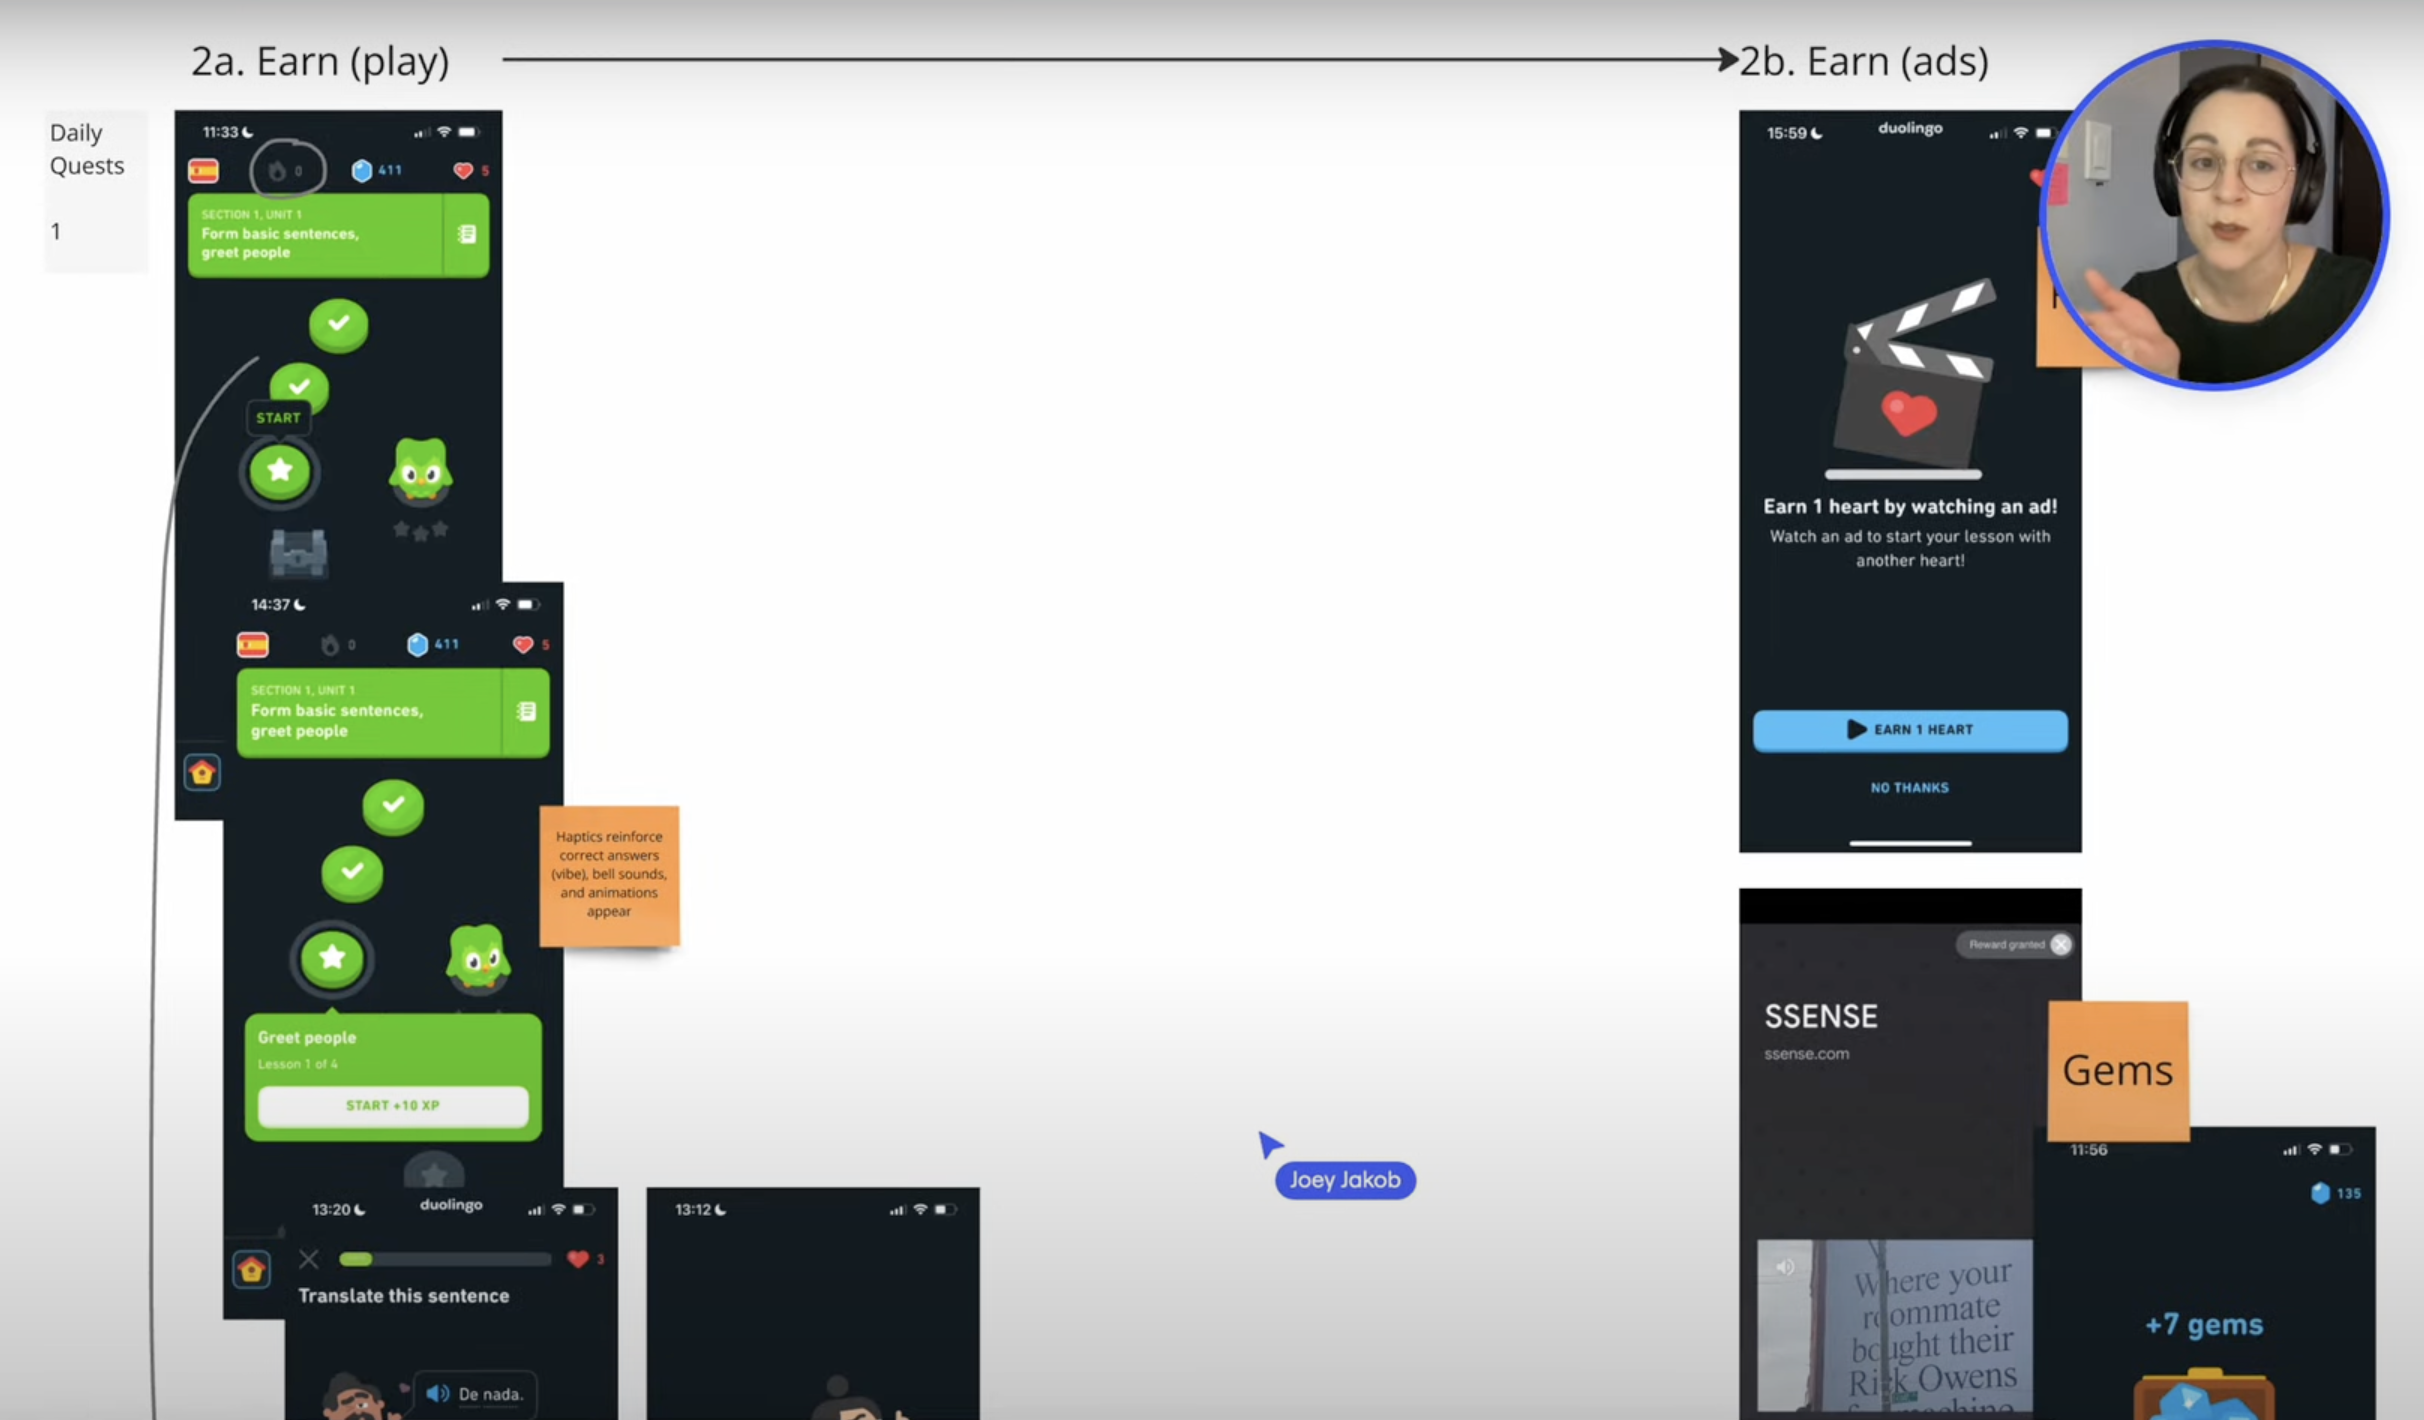 2a. Earn (play)
2b. Earn (ads)
Daily
Quests
1
11:33
0
411
5
SECTION 1, UNIT 1
Form basic sentences,
greet people
START
14:37
0
411
5
SECTION 1, UNIT 1
Form basic sentences,
greet people
Haptics reinforce
correct answers
(vibe), bell sounds,
and animations
appear
Greet people
Lesson 1 of 4
START +10 XP
13:20
duolingo
3
Translate this sentence
De nada.
13:12
Joey Jakob
15:59
duolingo
Earn 1 heart by watching an ad!
Watch an ad to start your lesson with
another heart!
EARN 1 HEART
NO THANKS
Reward granted
SSENSE
ssense.com
Where your
roommate
bought their
Rick Owens
Gems
11:56
135
+7 gems